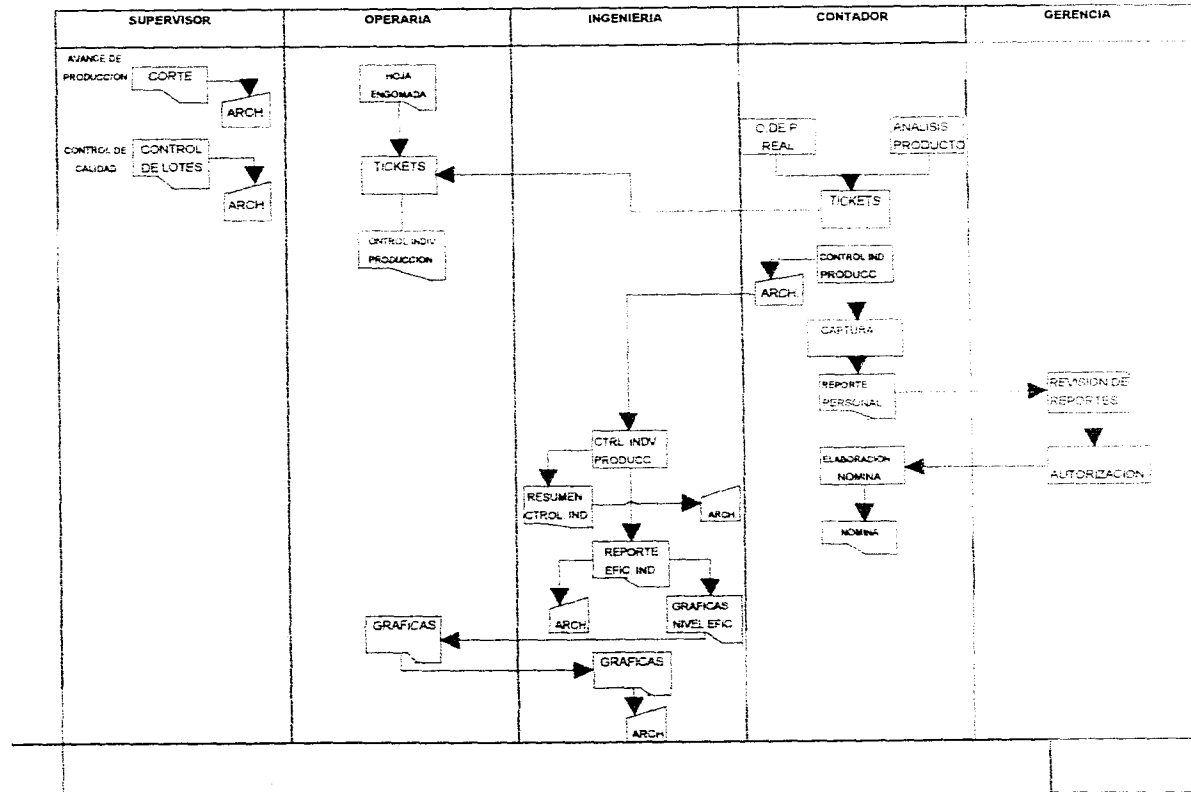 SUPERVISOR
OPERARIA
INGENIERIA
CONTADOR
GERENCIA
AVANCE DE
PRODUCCION
CORTE
ARCH.
CONTROL DE
CALIDAD
CONTROL
DE LOTES
ARCH
HOJA
ENGOMADA
TICKETS
ONTROL INDIV
PRODUCCION
O.DE P
REAL
ANALISIS
PRODUCTO
TICKETS
CONTROL IND
PRODUCC
ARCH.
CAPTURA
REPORTE
PERSONAL
REVISION DE
REPORTES
CTRL INDV
PRODUCC
ELABORACION
NOMINA
AUTORIZACION
RESUMEN
CTROL IND
ARCH
NOMINA
REPORTE
EFIC IND
ARCH
GRAFICAS
NIVEL EFIC
GRAFICAS
GRAFICAS
ARCH